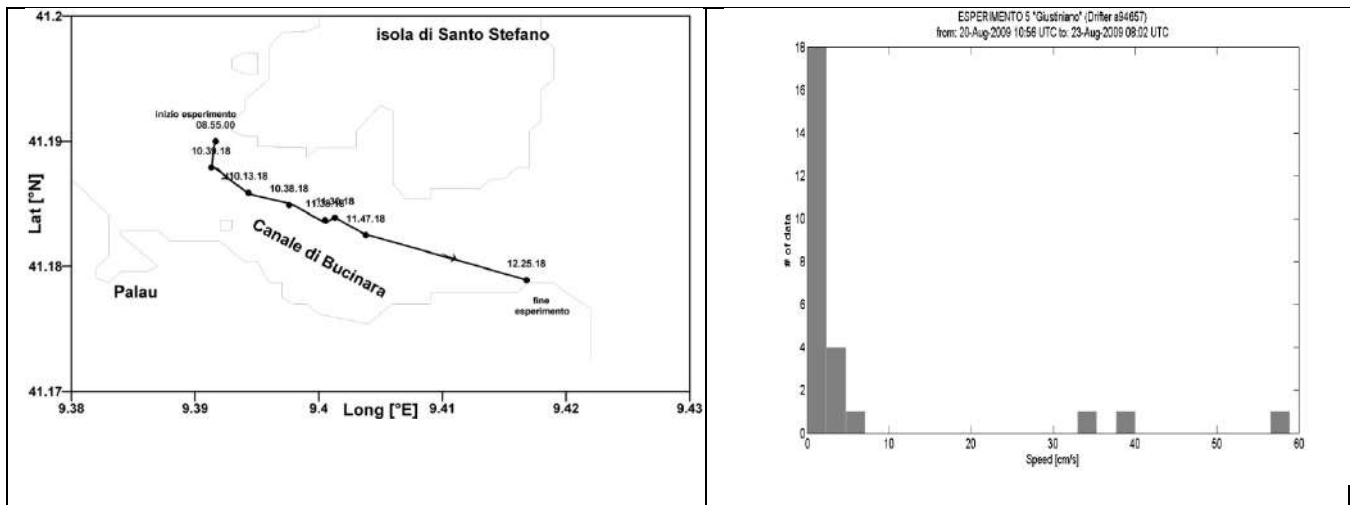 41.2
isola di Santo Stefano
inizio esperimento
08.55.00
41.19
10.39.18
10.13.18
10.38.18
11.30.18
11.47.18
Lat [°N]
Canale di Bucinara
41.18
12.25.18
Palau
fine
esperimento
41.17
9.38
9.39
9.4
Long [°E]
9.41
9.42
9.43
ESPERIMENTO 5 "Giustiniano" (Drifter a94657)
from: 20-Aug-2009 10:56 UTC to: 23-Aug-2009 08:02 UTC
18
16
14
12
10
8
6
4
2
0
# of data
0
10
20
30
40
50
60
Speed [cm/s]